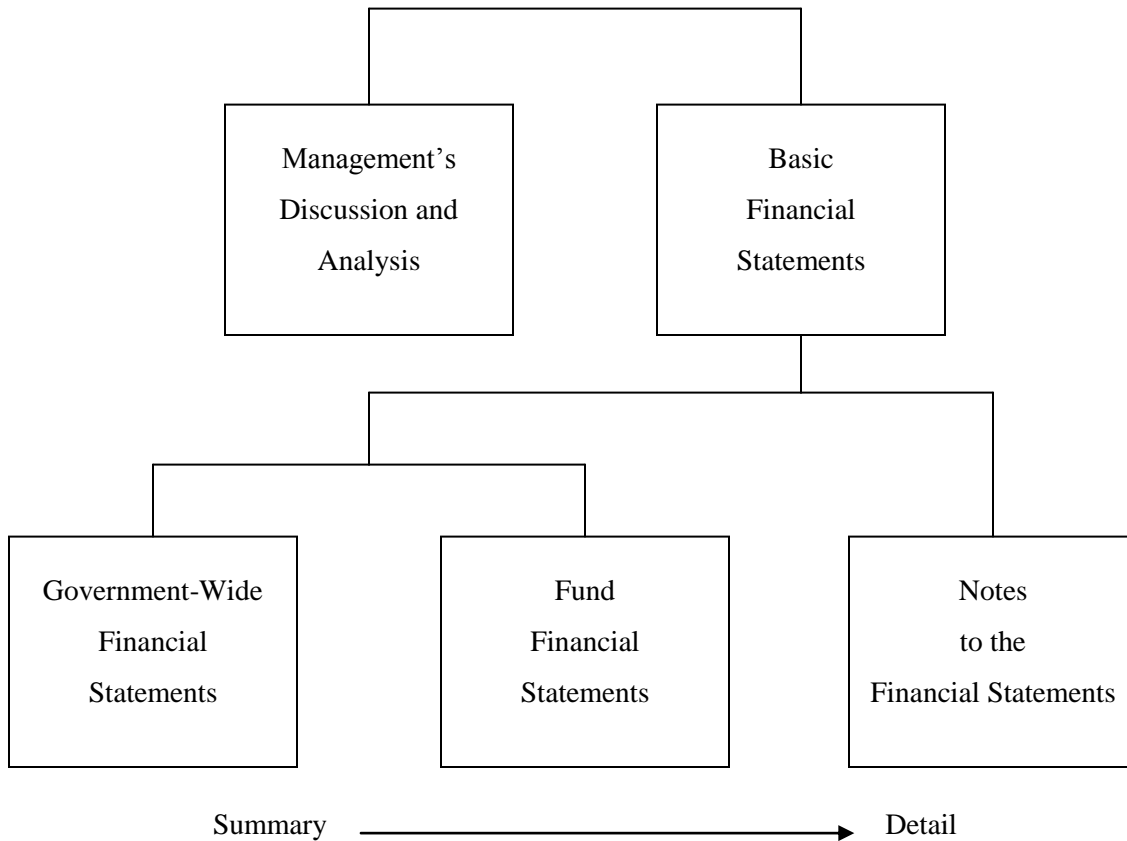 Management’s
Discussion and
Analysis
Basic
Financial
Statements
Government-Wide
Financial
Statements
Fund
Financial
Statements
Notes
to the
Financial Statements
Summary
Detail